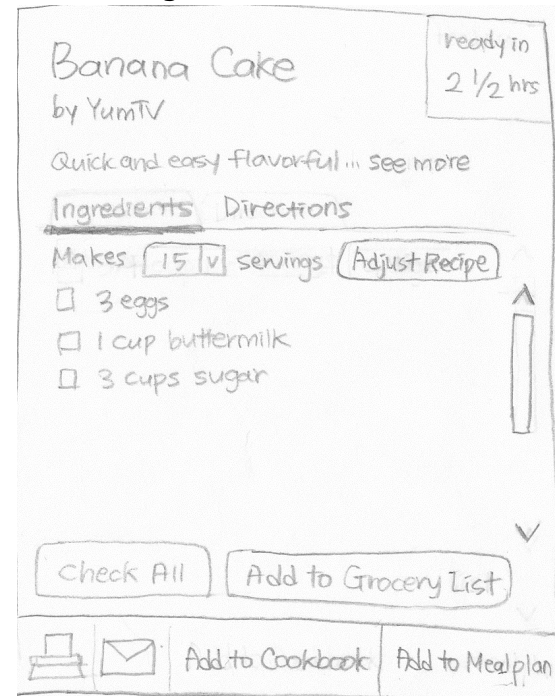 Banana Cake
ready in
2 1/2 hrs
by YumTV
Quick and easy flavorful... see more
Ingredients Directions
Makes 15 v servings Adjust Recipe
3 eggs
1 cup buttermilk
3 cups sugar
Check All Add to Grocery List
Add to Cookbook Add to Mealplan